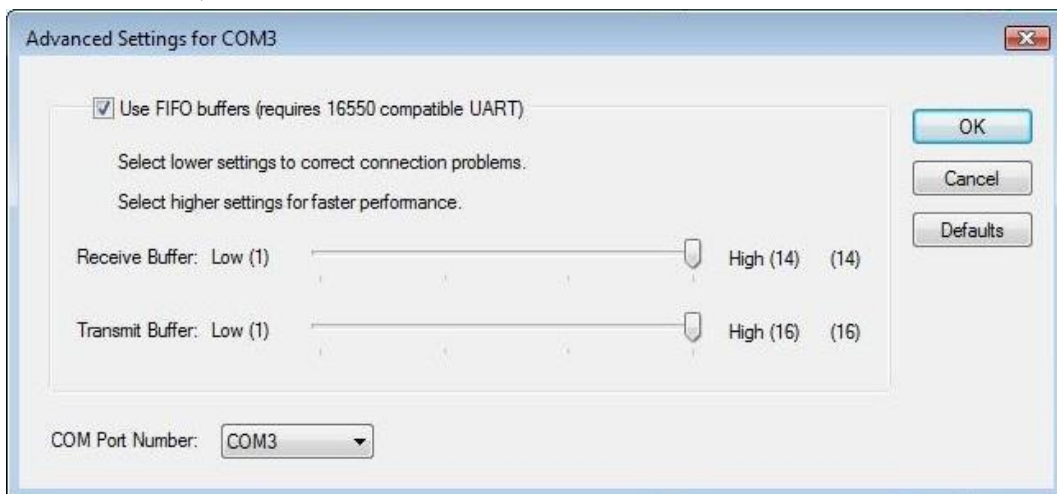 Advanced Settings for COM3
Use FIFO buffers (requires 16550 compatible UART)
OK
Select lower settings to correct connection problems.
Cancel
Select higher settings for faster performance.
Defaults
Receive Buffer: Low (1) High (14) (14)
Transmit Buffer: Low (1) High (16) (16)
COM Port Number: COM3